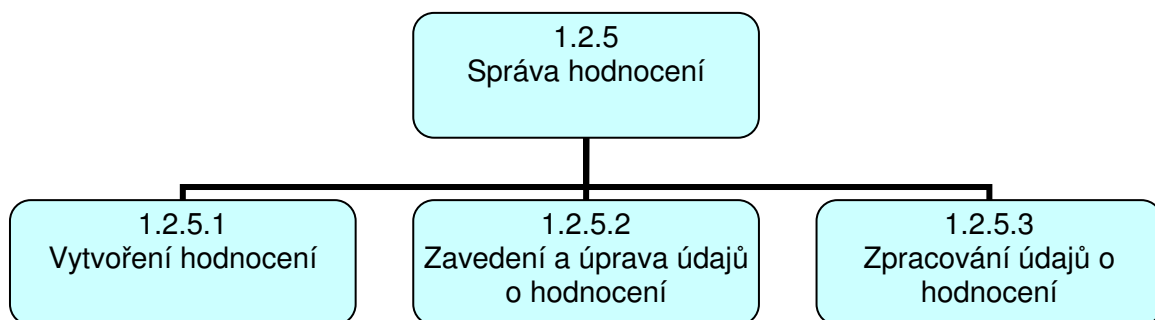 1.2.5
Správa hodnocení
1.2.5.1
Vytvoření hodnocení
1.2.5.2
Zavedení a úprava údajů
o hodnocení
1.2.5.3
Zpracování údajů o
hodnocení